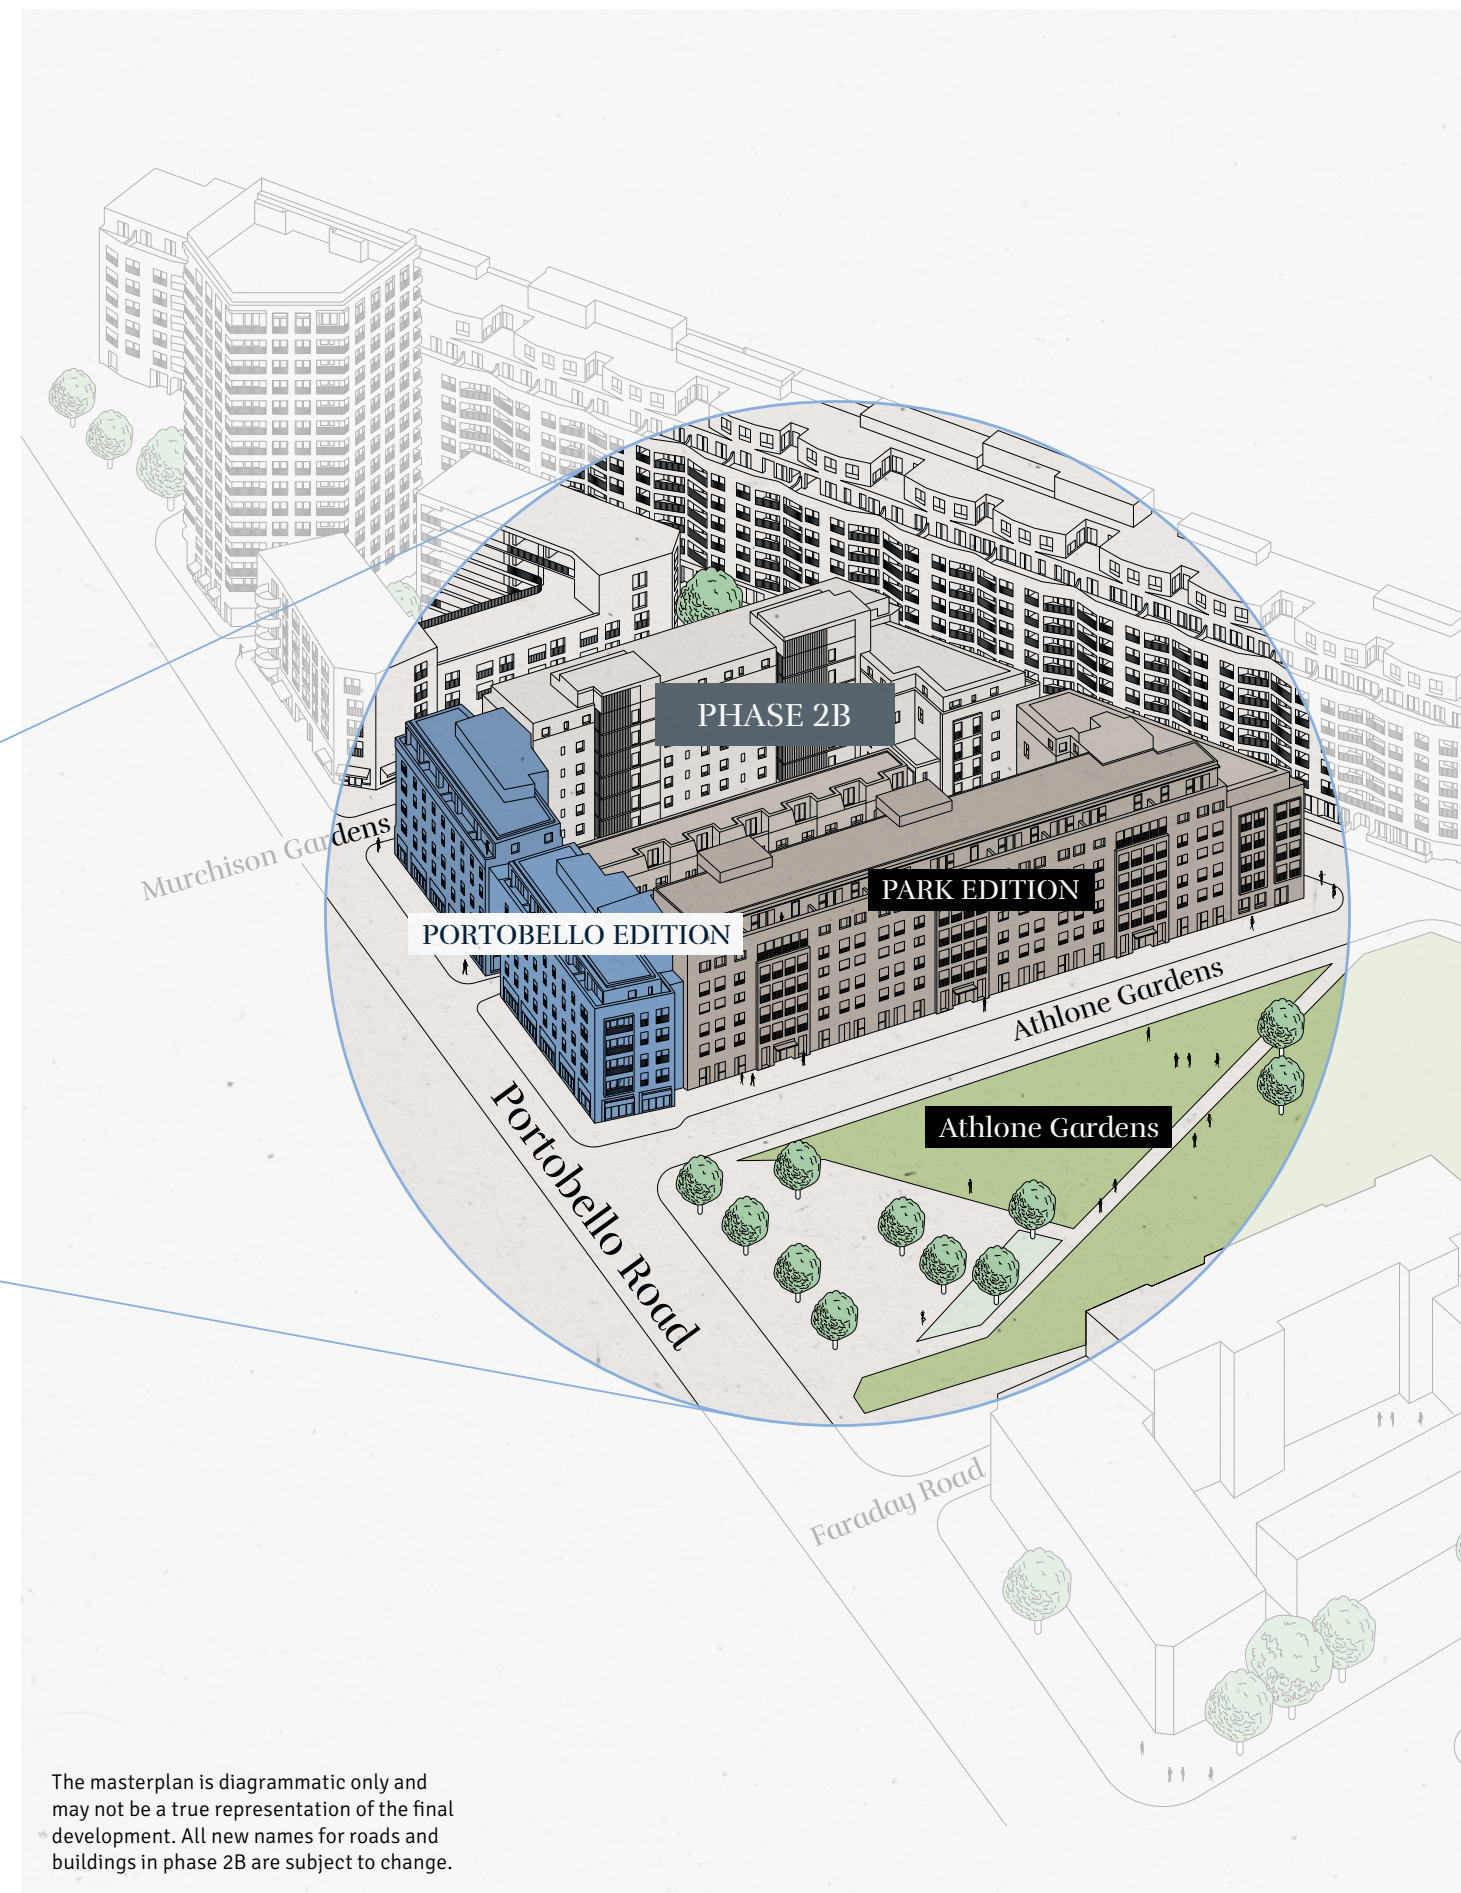 PHASE 2B
Murchison Gardens
PARK EDITION
PORTOBELLO EDITION
Athlone Gardens
Athlone Gardens
Portobello Road
Faraday Road
The masterplan is diagrammatic only and
may not be a true representation of the final
development. All new names for roads and
buildings in phase 2B are subject to change.